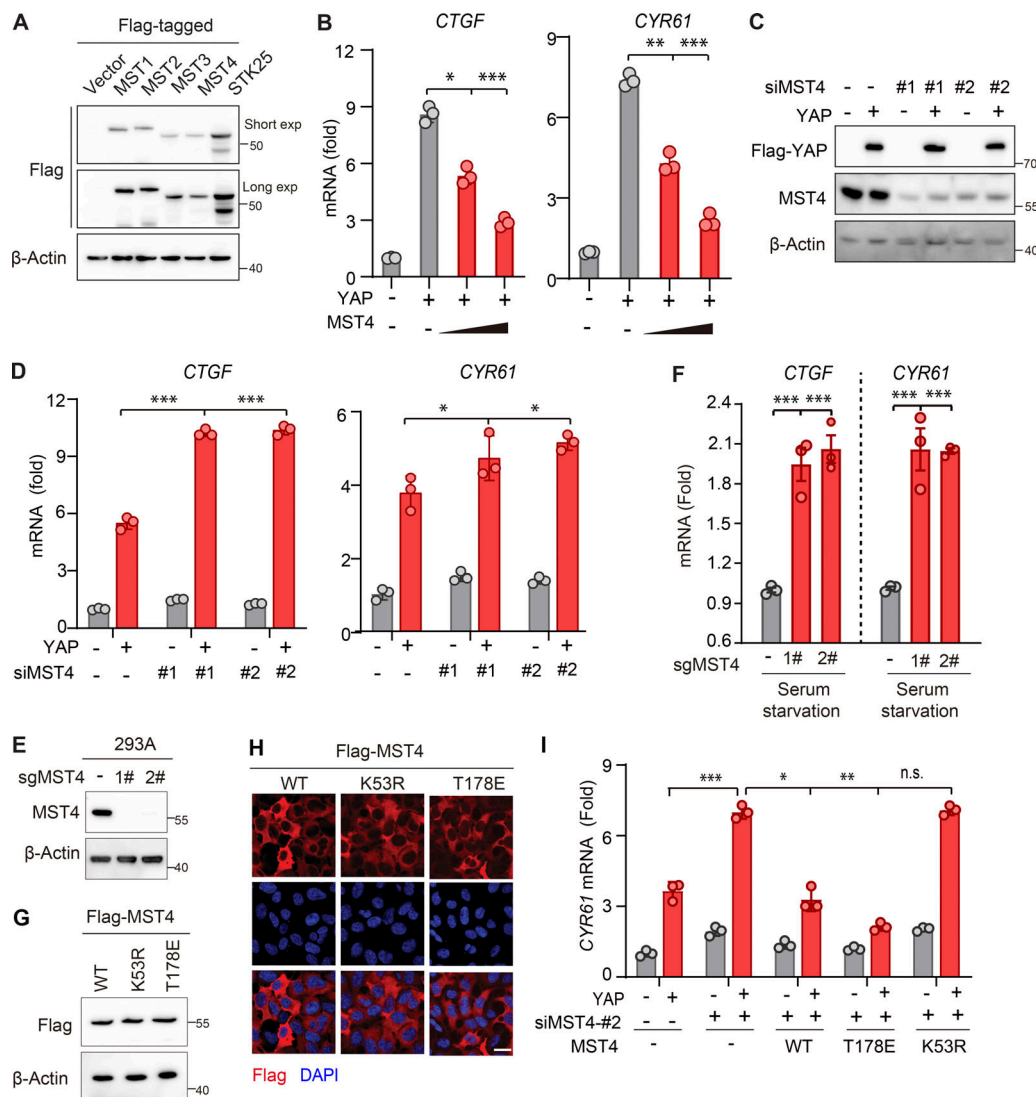 A
Flag-tagged
Vector
MST1
MST2
MST3
MST4
STK25
Short exp
50
Flag
Long exp
50
β-Actin
40
B
CTGF
CYR61
mRNA (fold)
12
9
6
3
0
* ***
9
6
3
0
** ***
YAP - + + +
MST4 - -
- + + +
- -
C
siMST4 - - #1 #1 #2 #2
YAP - + - + - +
Flag-YAP
70
MST4
55
β-Actin
40
D
CTGF
CYR61
mRNA (fold)
15
12
9
6
3
0
*** ***
6
4
2
0
* *
YAP - + - + - +
siMST4 - - #1 #1 #2 #2
- + - + - +
- - #1 #1 #2 #2
F
CTGF
CYR61
*** ***
*** ***
mRNA (Fold)
2.4
2.1
1.8
1.5
1.2
0.9
0.6
sgMST4 - 1# 2# - 1# 2#
Serum starvation
Serum starvation
E
293A
sgMST4 - 1# 2#
MST4
55
β-Actin
40
G
Flag-MST4
WT
K53R
T178E
Flag
55
β-Actin
40
H
Flag-MST4
WT K53R T178E
Flag DAPI
I
CYR61 mRNA (Fold)
9
6
3
0
*** * ** n.s.
YAP - + - + - + - + - +
siMST4-#2 - + + + + + + + +
MST4 - - WT T178E K53R